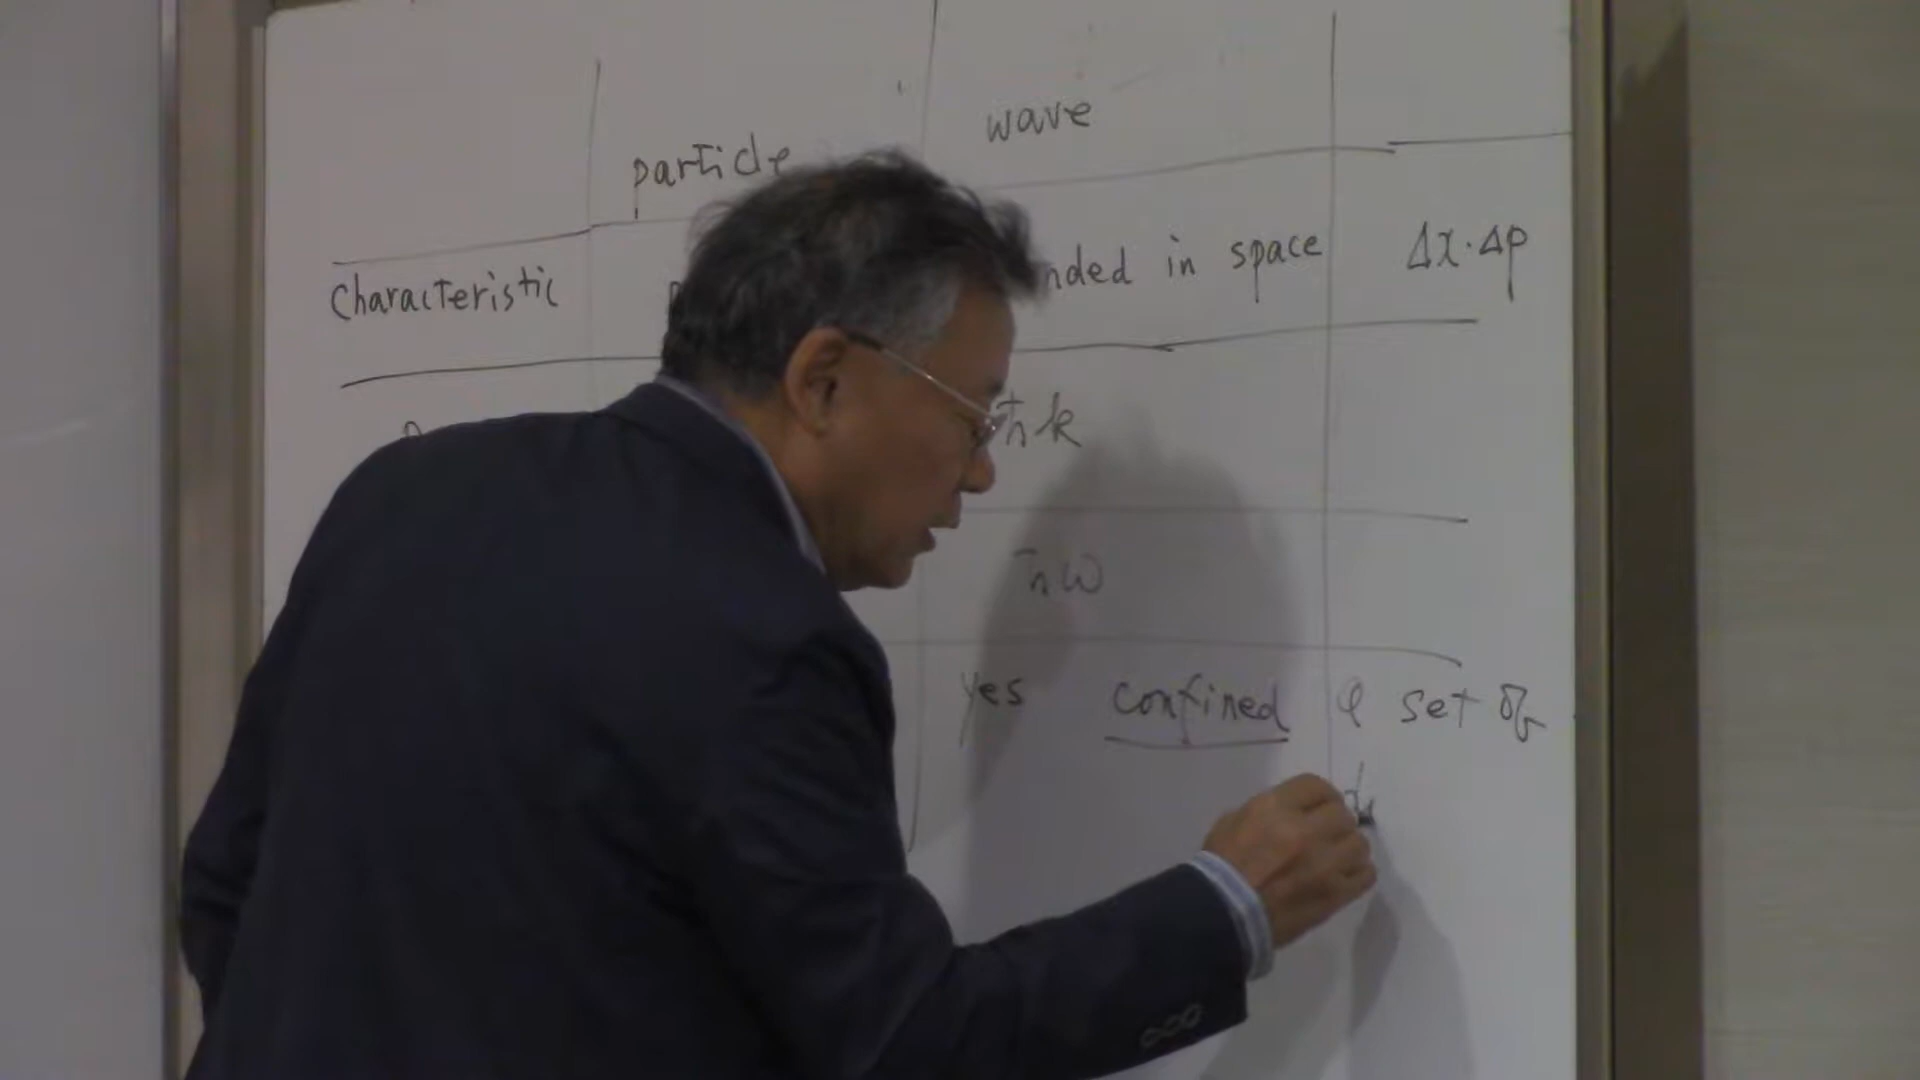 particle wave
Characteristic nded in space Δx·Δp
ħk
ħω
yes confined a set of